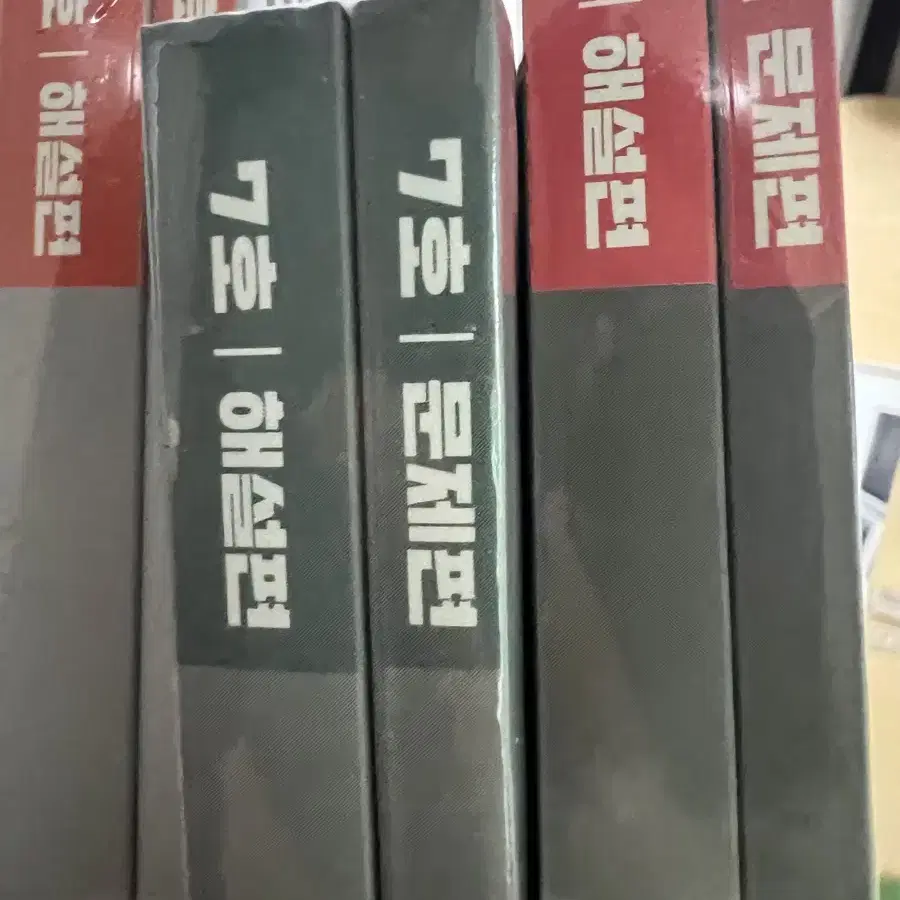 호 | 해설편
7호 | 해설편
7호 | 문제편
| 해설편
문제편